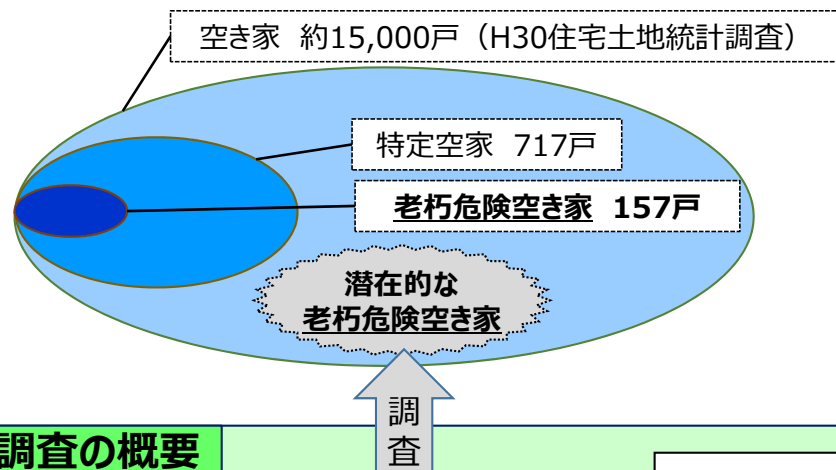 空き家 約15,000戸（H30住宅土地統計調査）
特定空家 717戸
老朽危険空き家 157戸
潜在的な
老朽危険空き家
調査
調査の概要